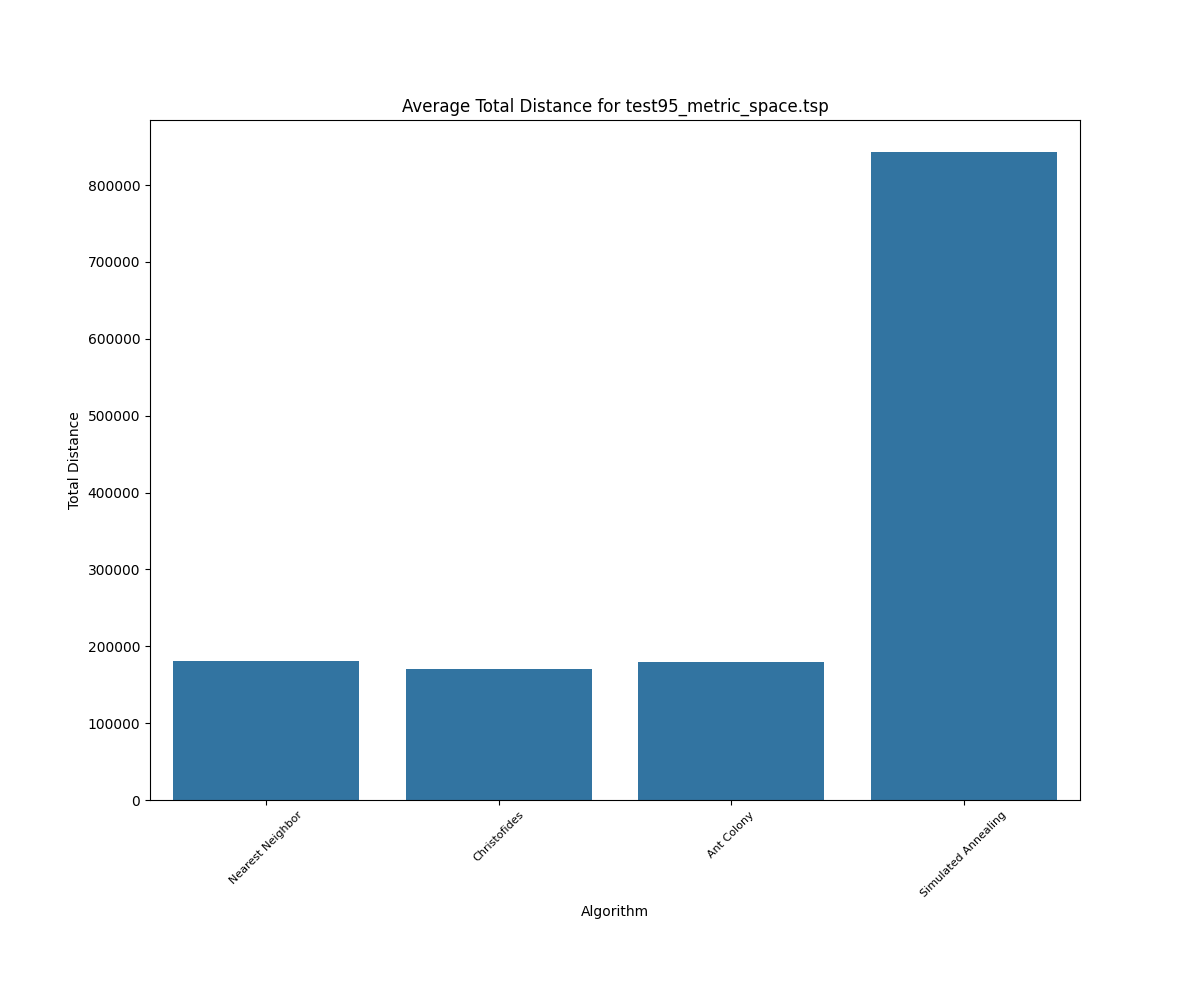 Average Total Distance for test95_metric_space.tsp
800000
700000
600000
500000
400000
300000
200000
100000
0
Total Distance
Nearest Neighbor
Christofides
Ant Colony
Simulated Annealing
Algorithm